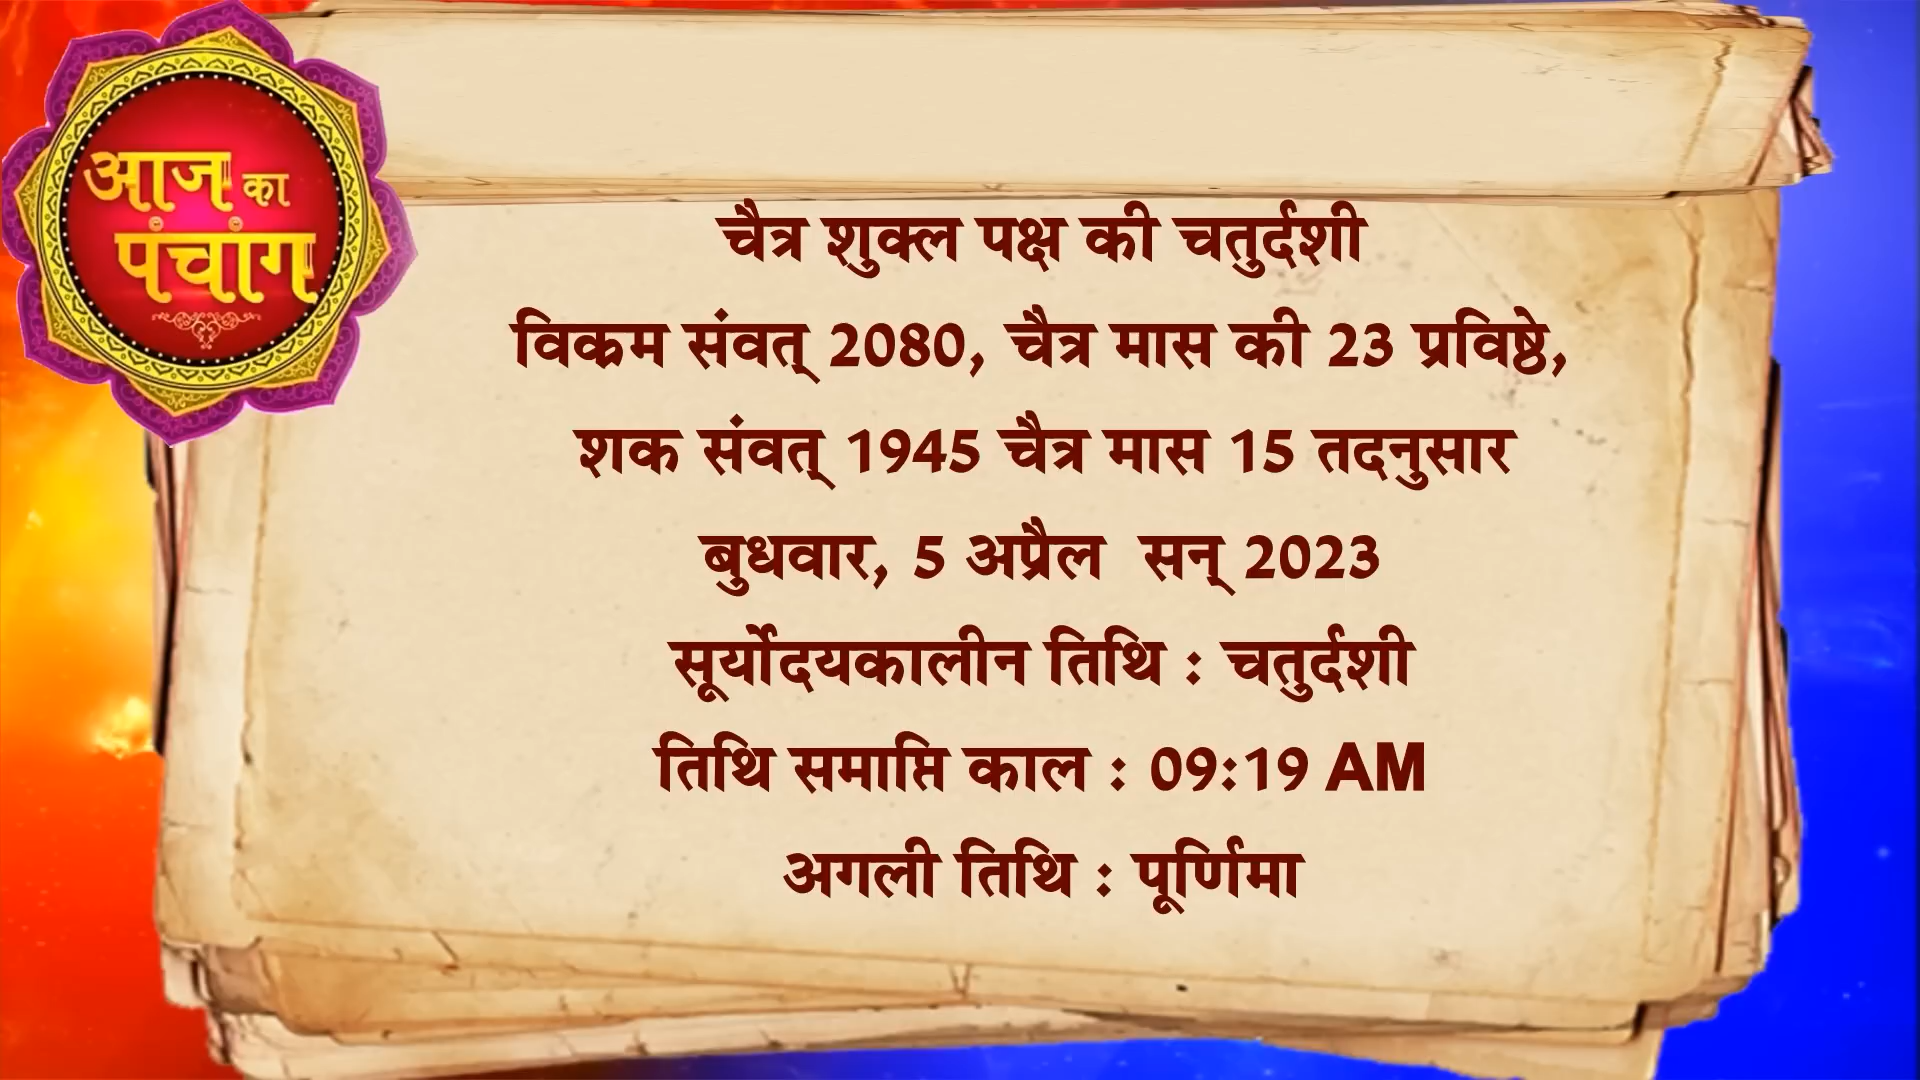 आज का
पंचांग
चैत्र शुक्ल पक्ष की चतुर्दशी
विक्रम संवत् 2080, चैत्र मास की 23 प्रविष्ठे,
शक संवत् 1945 चैत्र मास 15 तदनुसार
बुधवार, 5 अप्रैल सन् 2023
सूर्योदयकालीन तिथि : चतुर्दशी
तिथि समाप्ति काल : 09:19 AM
अगली तिथि : पूर्णिमा